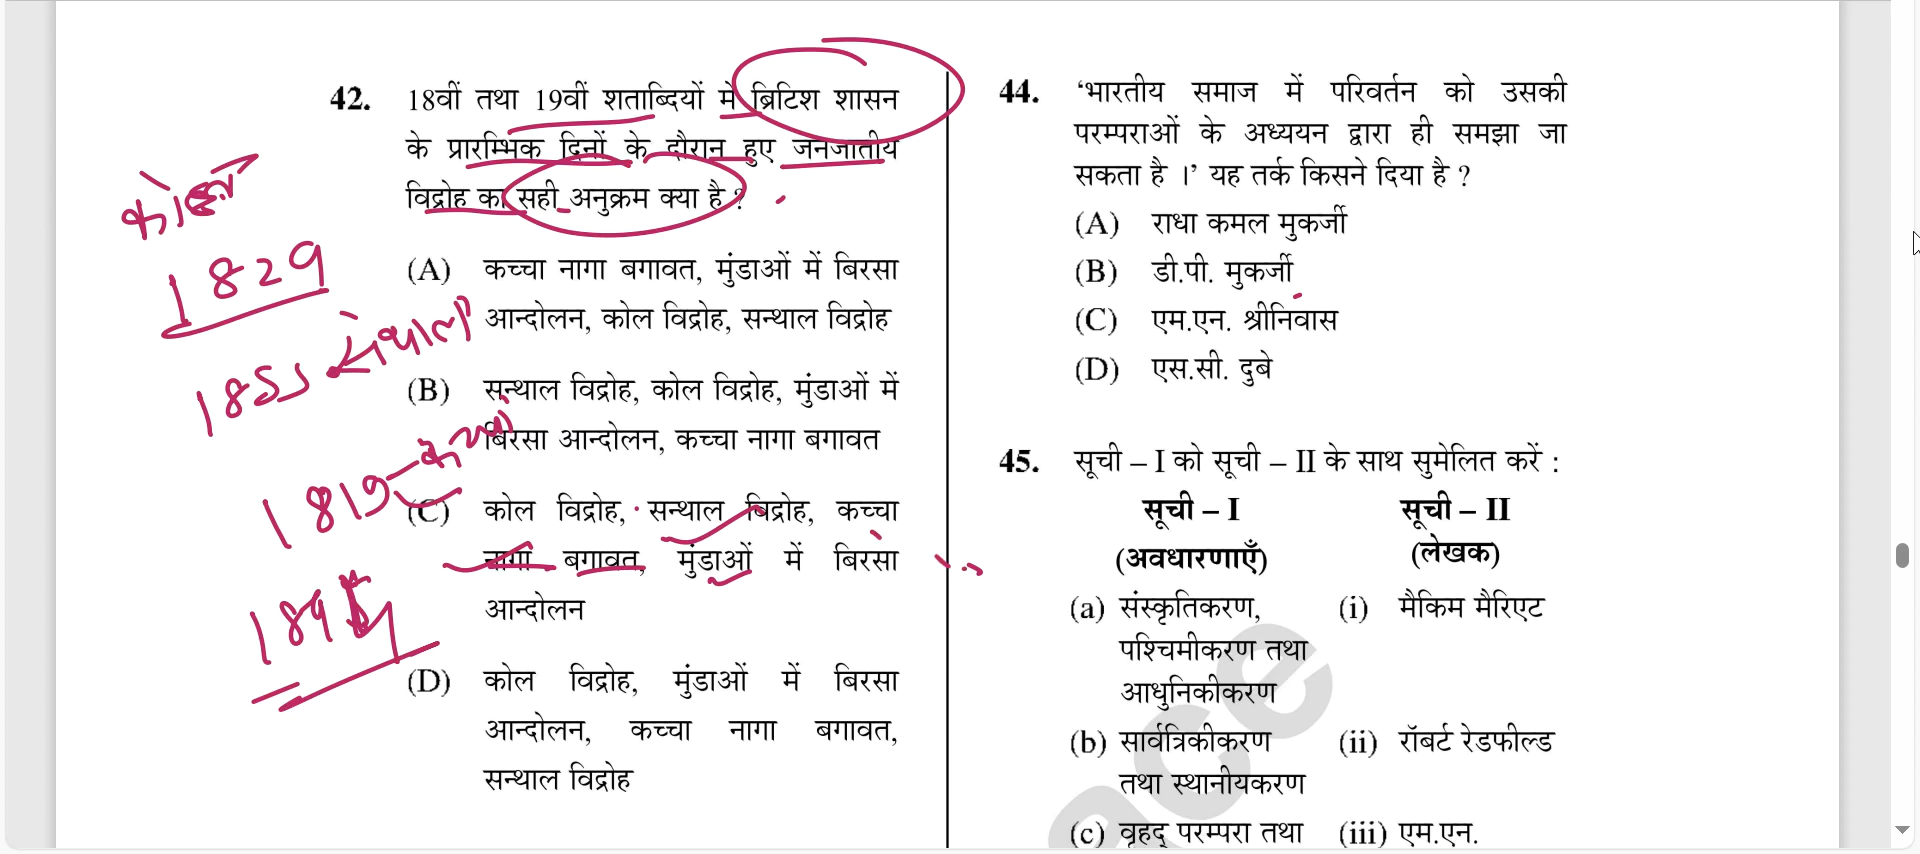 42. 18वीं तथा 19वीं शताब्दियों में ब्रिटिश शासन
के प्रारम्भिक दिनों के दौरान हुए जनजातीय
विद्रोह का सही अनुक्रम क्या है ?
(A) कच्चा नागा बगावत, मुंडाओं में बिरसा
आन्दोलन, कोल विद्रोह, सन्थाल विद्रोह
(B) सन्थाल विद्रोह, कोल विद्रोह, मुंडाओं में
बिरसा आन्दोलन, कच्चा नागा बगावत
(C) कोल विद्रोह, सन्थाल विद्रोह, कच्चा
नागा बगावत, मुंडाओं में बिरसा
आन्दोलन
(D) कोल विद्रोह, मुंडाओं में बिरसा
आन्दोलन, कच्चा नागा बगावत,
सन्थाल विद्रोह
1829
1855 संथाल
44. ‘भारतीय समाज में परिवर्तन को उसकी
परम्पराओं के अध्ययन द्वारा ही समझा जा
सकता है ।’ यह तर्क किसने दिया है ?
(A) राधा कमल मुकर्जी
(B) डी.पी. मुकर्जी
(C) एम.एन. श्रीनिवास
(D) एस.सी. दुबे
45. सूची – I को सूची – II के साथ सुमेलित करें :
सूची – I सूची – II
(अवधारणाएँ) (लेखक)
(a) संस्कृतिकरण, (i) मैकिम मैरिएट
पश्चिमीकरण तथा
आधुनिकीकरण
(b) सार्वत्रिकीकरण (ii) रॉबर्ट रेडफील्ड
तथा स्थानीयकरण
(c) वृहद् परम्परा तथा (iii) एम.एन.
ace